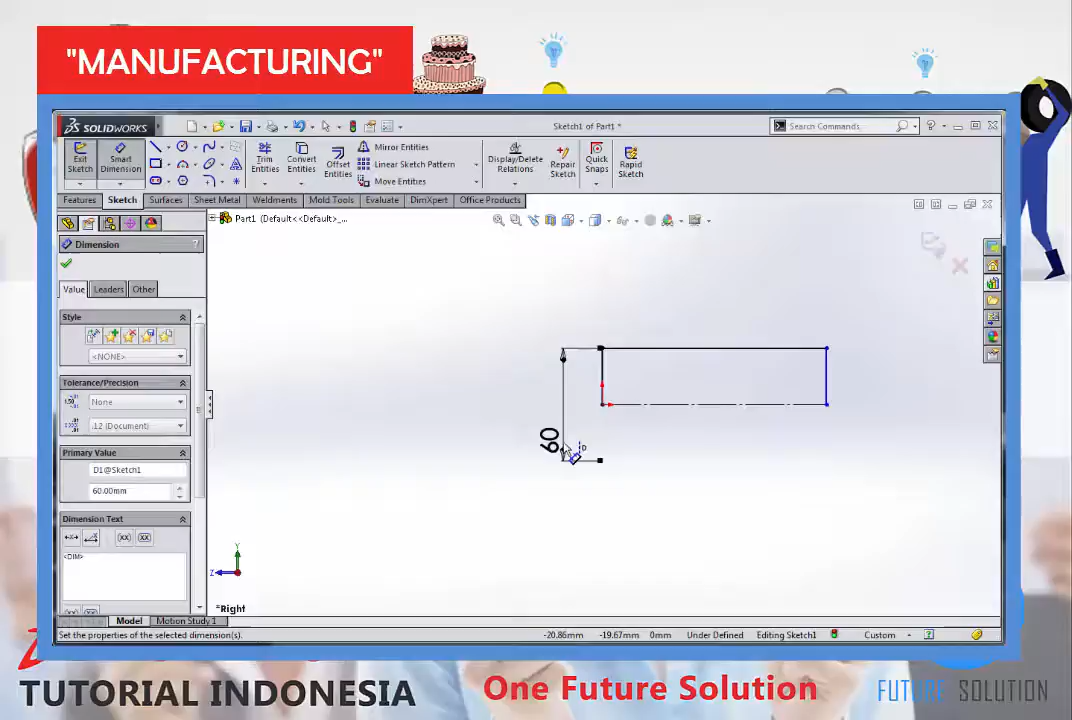 "MANUFACTURING"
SOLIDWORKS
Sketch1 of Part1 *
Search Commands
Exit Sketch
Smart Dimension
Trim Entities
Convert Entities
Offset Entities
Mirror Entities
Linear Sketch Pattern
Move Entities
Display/Delete Relations
Repair Sketch
Quick Snaps
Rapid Sketch
Features
Sketch
Surfaces
Sheet Metal
Weldments
Mold Tools
Evaluate
DimXpert
Office Products
Part1 (Default<<Default>_...
Dimension
?
Value
Leaders
Other
Style
<NONE>
Tolerance/Precision
None
.12 (Document)
Primary Value
D1@Sketch1
60.00mm
Dimension Text
<DIM>
60
Y
Z
*Right
Model
Motion Study 1
Set the properties of the selected dimension(s).
-20.86mm
-19.67mm
0mm
Under Defined
Editing Sketch1
Custom
TUTORIAL INDONESIA
One Future Solution
FUTURE SOLUTION